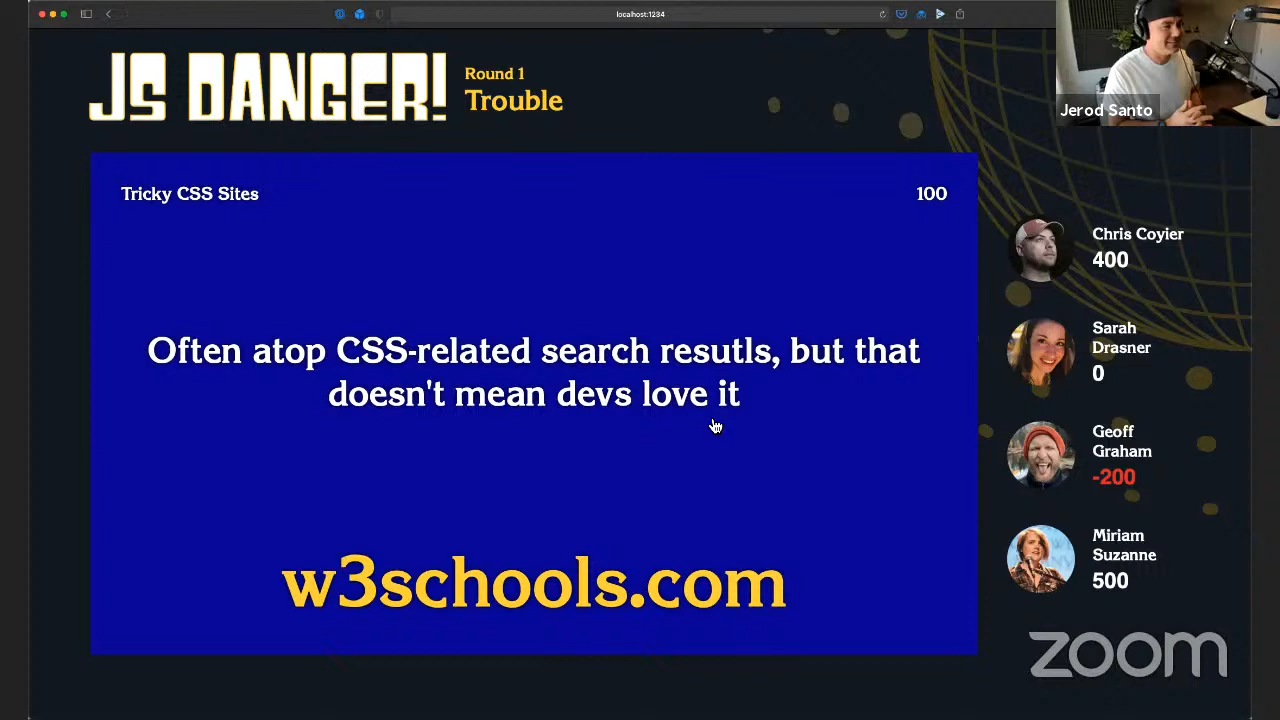 localhost:1234
JS DANGER!
Round 1
Trouble
Jerod Santo
Tricky CSS Sites
100
Often atop CSS-related search resutls, but that
doesn't mean devs love it
w3schools.com
Chris Coyier
400
Sarah
Drasner
0
Geoff
Graham
-200
Miriam
Suzanne
500
zoom